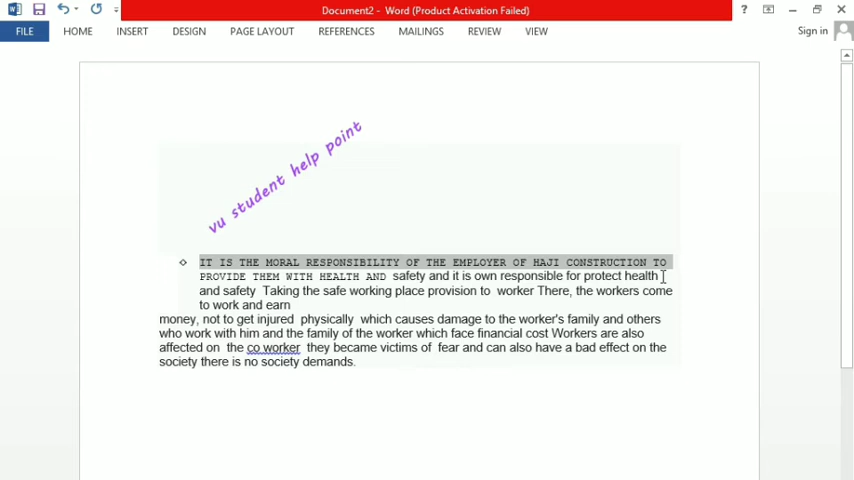 Document2 - Word (Product Activation Failed)
FILE HOME INSERT DESIGN PAGE LAYOUT REFERENCES MAILINGS REVIEW VIEW Sign in
vu student help point
IT IS THE MORAL RESPONSIBILITY OF THE EMPLOYER OF HAJI CONSTRUCTION TO
PROVIDE THEM WITH HEALTH AND safety and it is own responsible for protect health
and safety Taking the safe working place provision to worker There, the workers come
to work and earn
money, not to get injured physically which causes damage to the worker's family and others
who work with him and the family of the worker which face financial cost Workers are also
affected on the co worker they became victims of fear and can also have a bad effect on the
society there is no society demands.